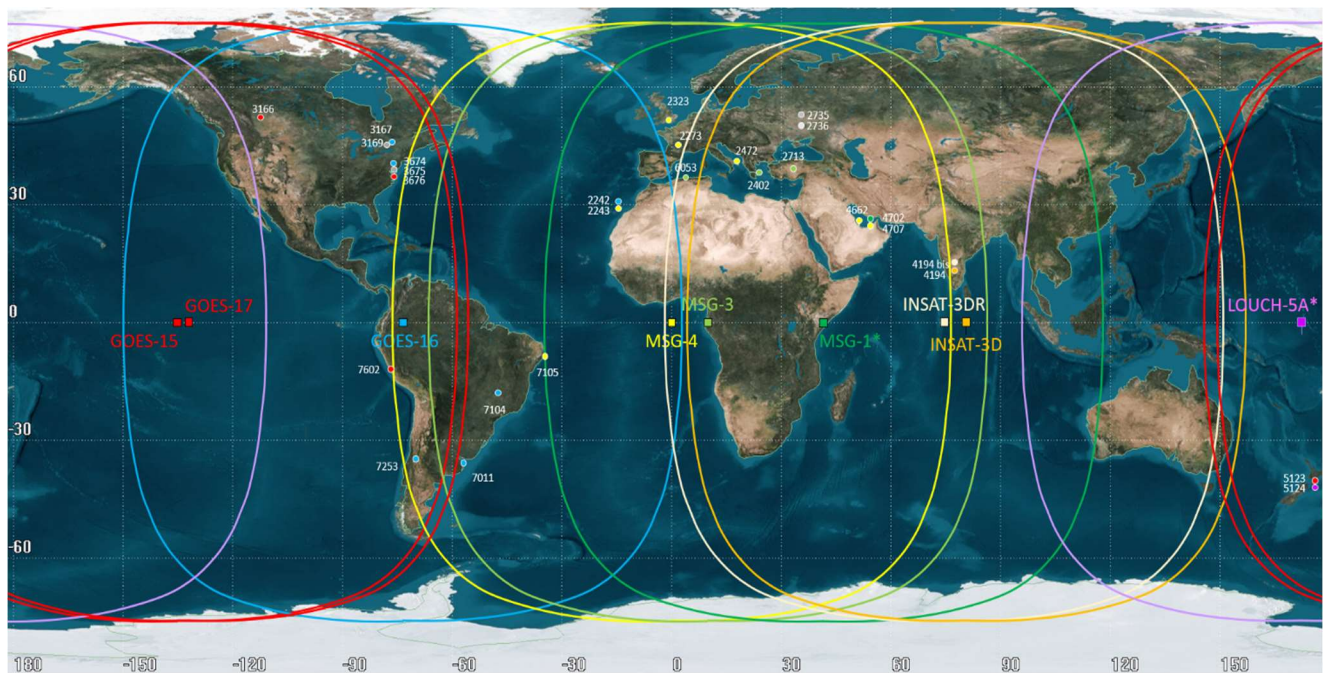 60
3166
3167
3169
3674
3675
3676
2323
2273
2472
6053
2402
2713
2735
2736
30
2242
2243
4662
4702
4707
4194 bis
4194
0
GOES-17
GOES-15
GOES-16
MSG-3
MSG-4
MSG-1*
INSAT-3DR
INSAT-3D
LOUCH-5A*
7602
7105
7104
-30
7253
7011
5123
5124
-60
180 -150 -120 -90 -60 -30 0 30 60 90 120 150